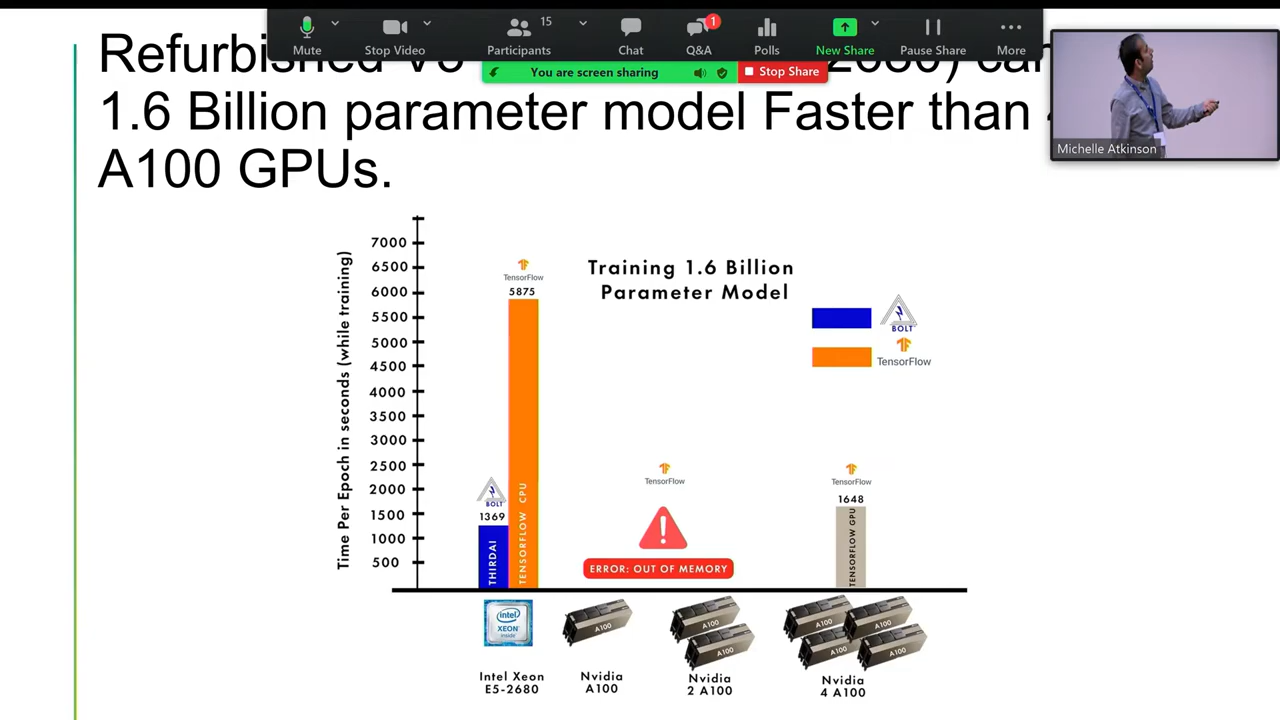 Mute
Stop Video
Participants
15
Chat
Q&A
1
Polls
New Share
Pause Share
More
You are screen sharing
Stop Share
Michelle Atkinson
Refurbished V3 2680) can
1.6 Billion parameter model Faster than 4
A100 GPUs.
Training 1.6 Billion
Parameter Model
Time Per Epoch in seconds (while training)
7000
6500
6000
5500
5000
4500
4000
3500
3000
2500
2000
1500
1000
500
TensorFlow
5875
TENSORFLOW CPU
BOLT
1369
THIRDAI
TensorFlow
ERROR: OUT OF MEMORY
TensorFlow
1648
TENSORFLOW GPU
BOLT
TensorFlow
intel
XEON
inside
A100
A100
A100
A100
A100
A100
A100
Intel Xeon
E5-2680
Nvidia
A100
Nvidia
2 A100
Nvidia
4 A100